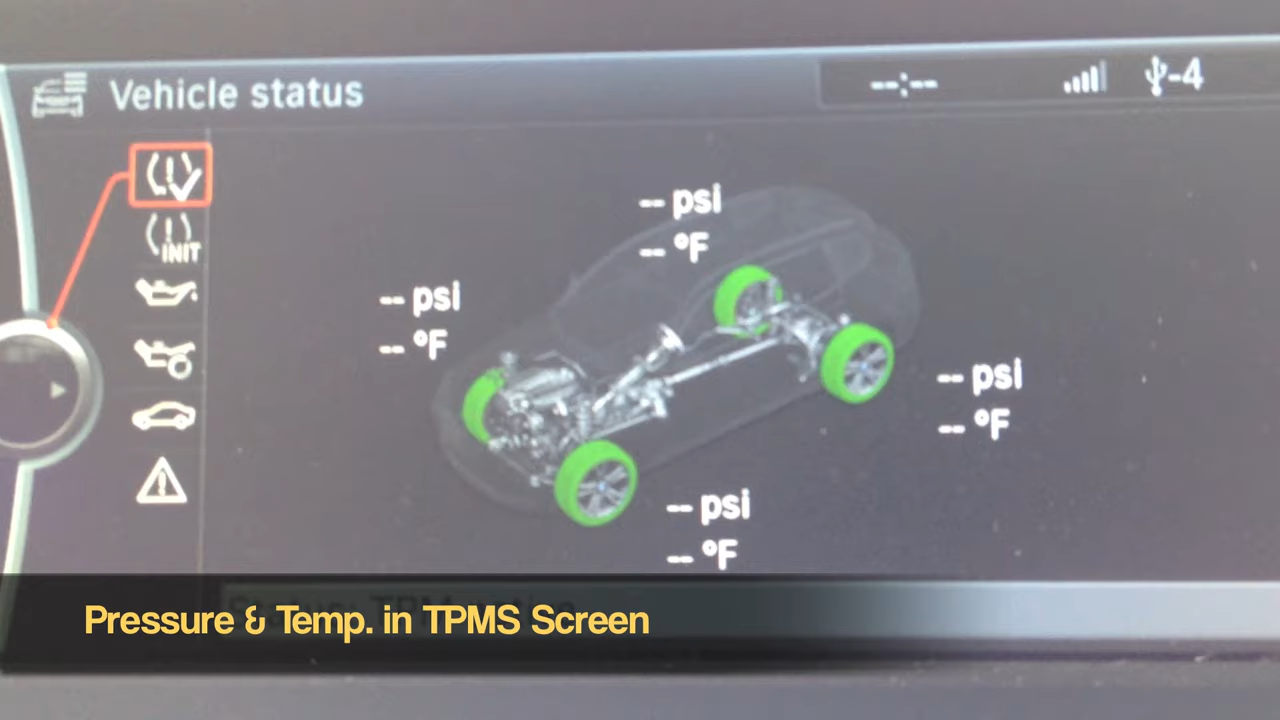 Vehicle status
--:--
-4
-- psi
-- °F
INIT
-- psi
-- °F
-- psi
-- °F
-- psi
-- °F
Pressure & Temp. in TPMS Screen